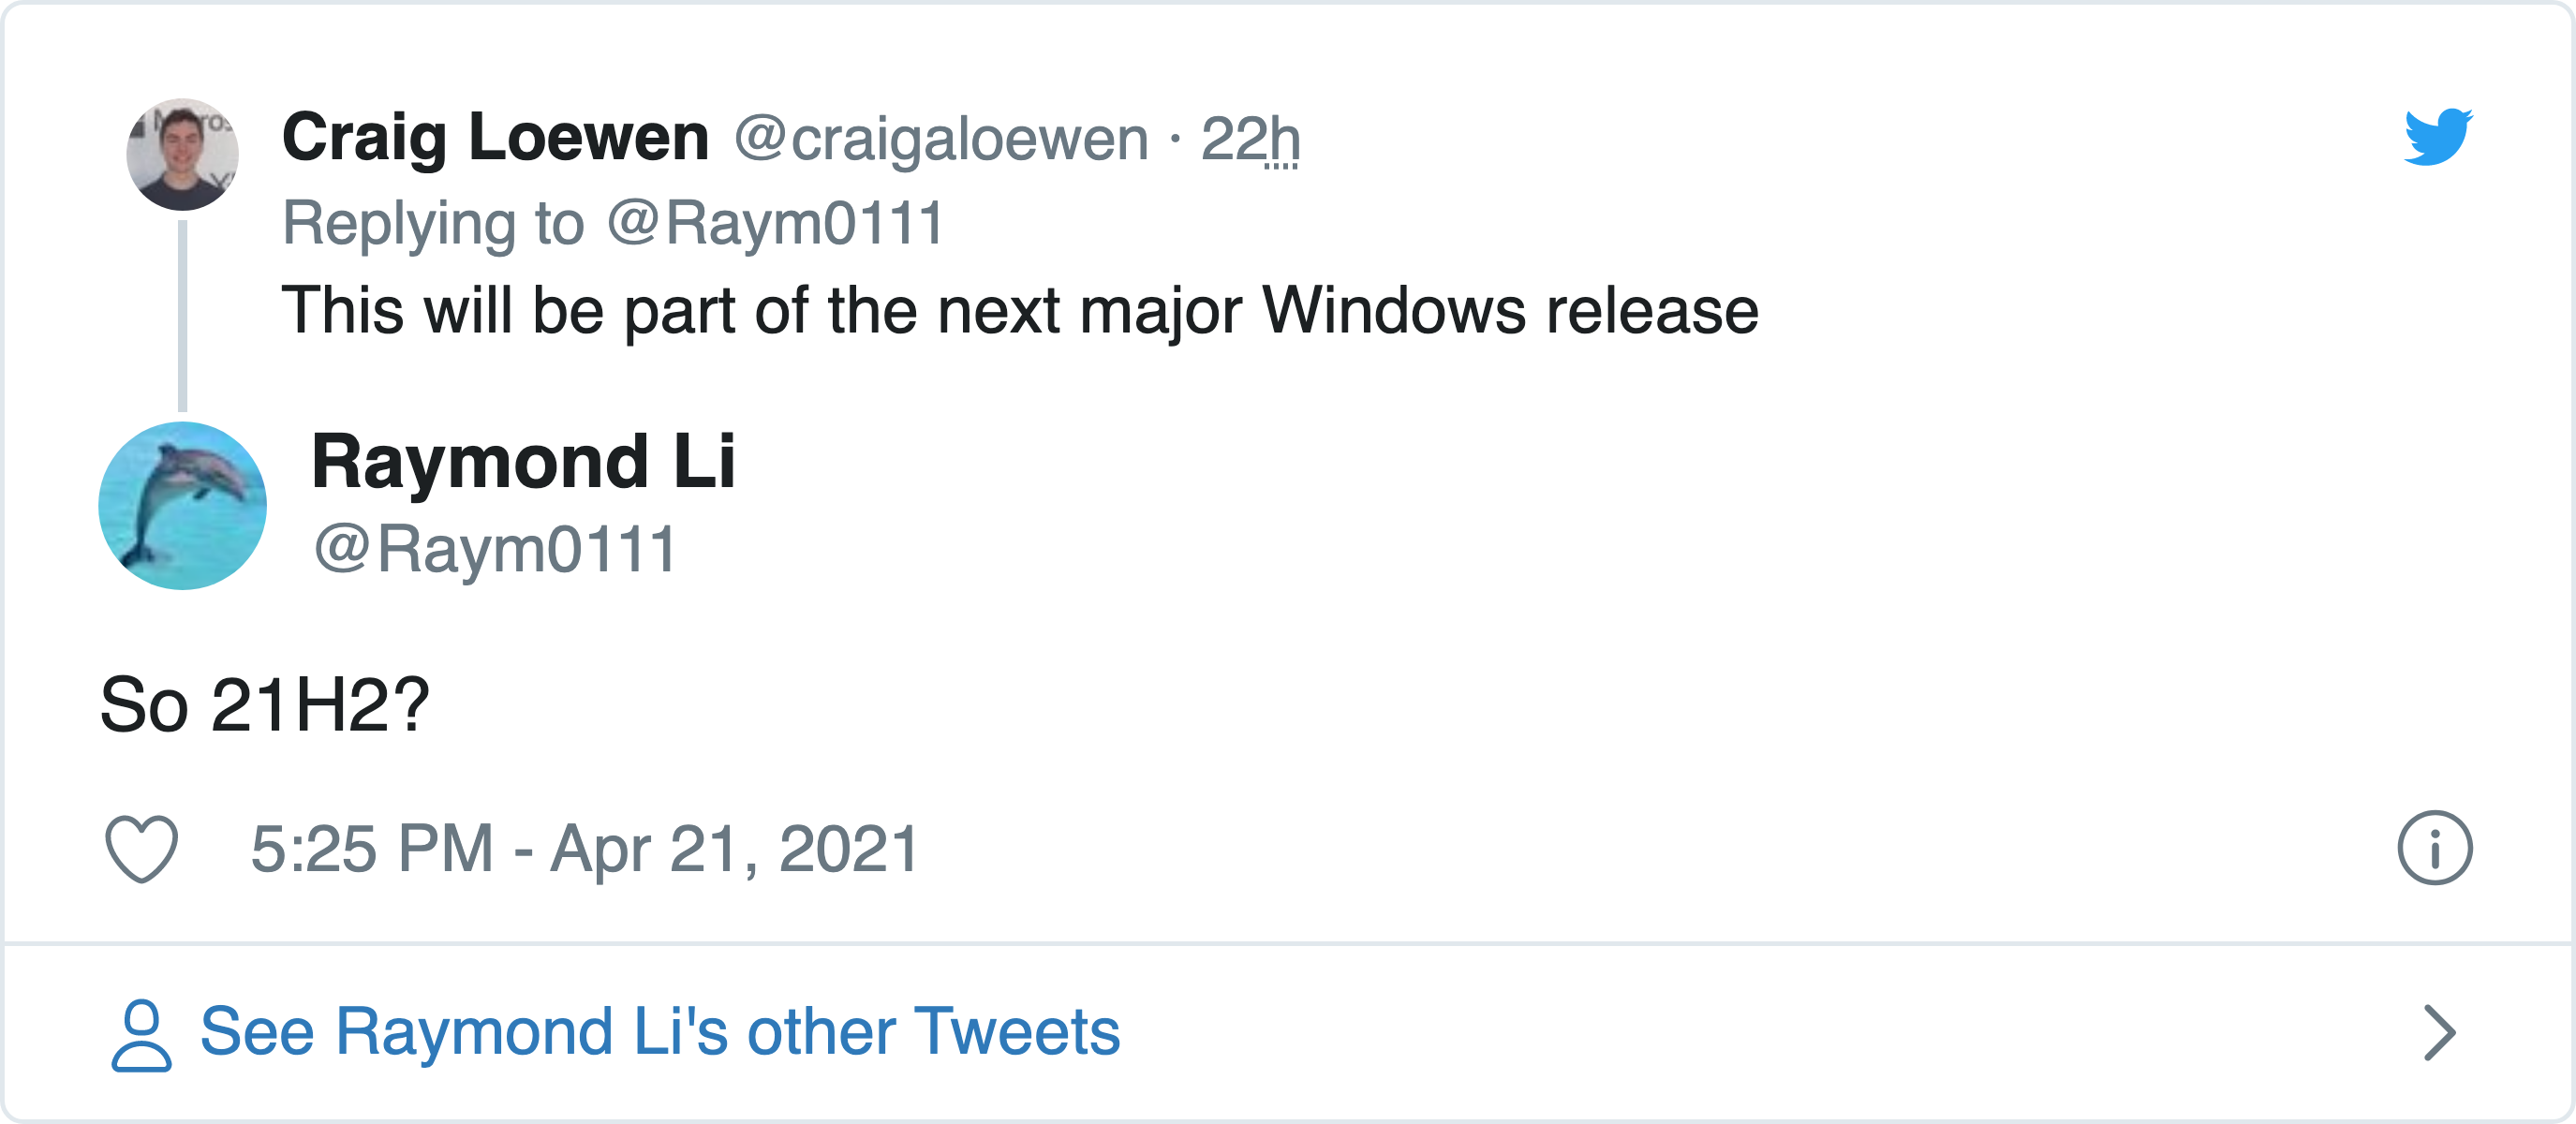 Craig Loewen @craigaloewen · 22h
Replying to @Raym0111
This will be part of the next major Windows release
Raymond Li
@Raym0111
So 21H2?
5:25 PM - Apr 21, 2021
See Raymond Li's other Tweets